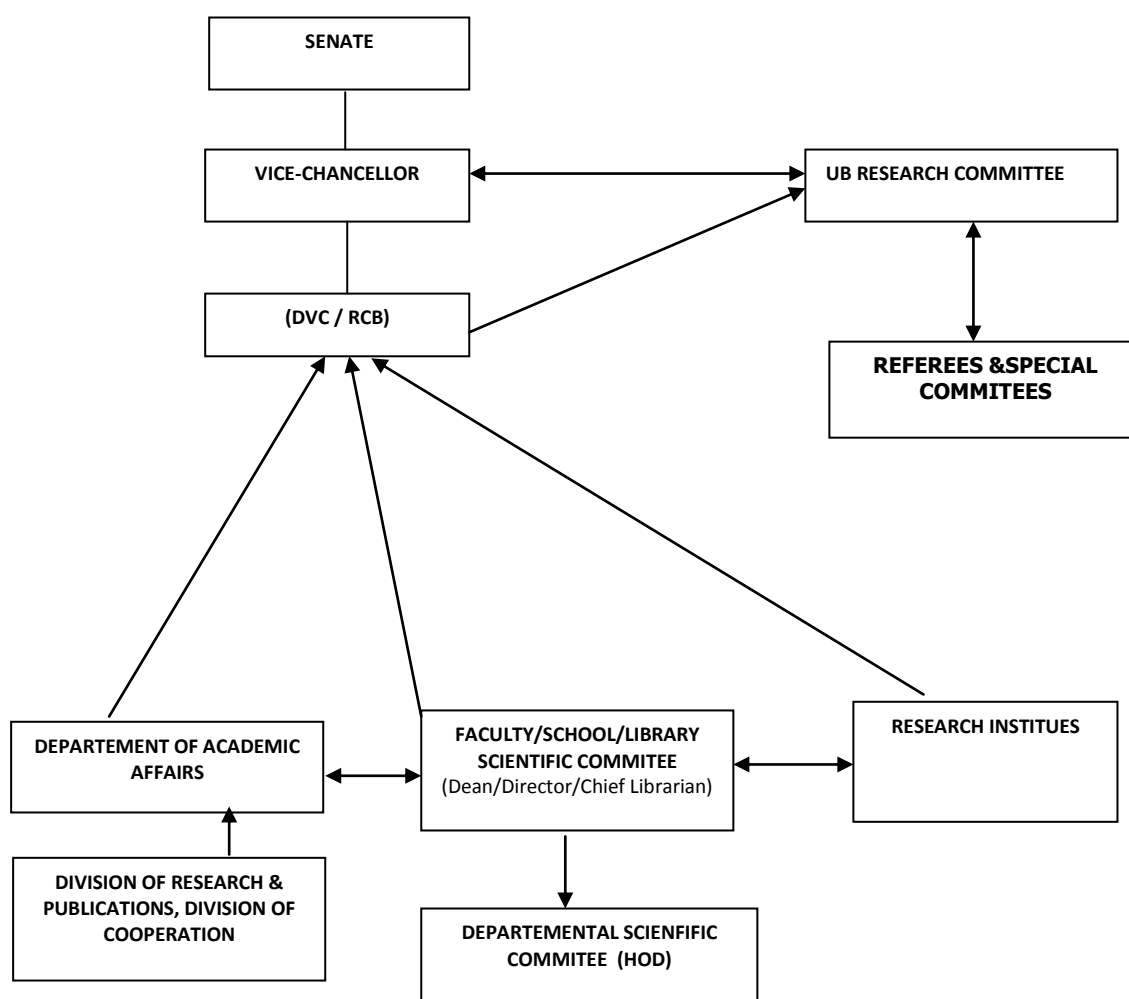 SENATE
VICE-CHANCELLOR
UB RESEARCH COMMITTEE
(DVC / RCB)
REFEREES &SPECIAL
COMMITEES
DEPARTEMENT OF ACADEMIC
AFFAIRS
FACULTY/SCHOOL/LIBRARY
SCIENTIFIC COMMITEE
(Dean/Director/Chief Librarian)
RESEARCH INSTITUES
DIVISION OF RESEARCH &
PUBLICATIONS, DIVISION OF
COOPERATION
DEPARTEMENTAL SCIENFIFIC
COMMITEE (HOD)